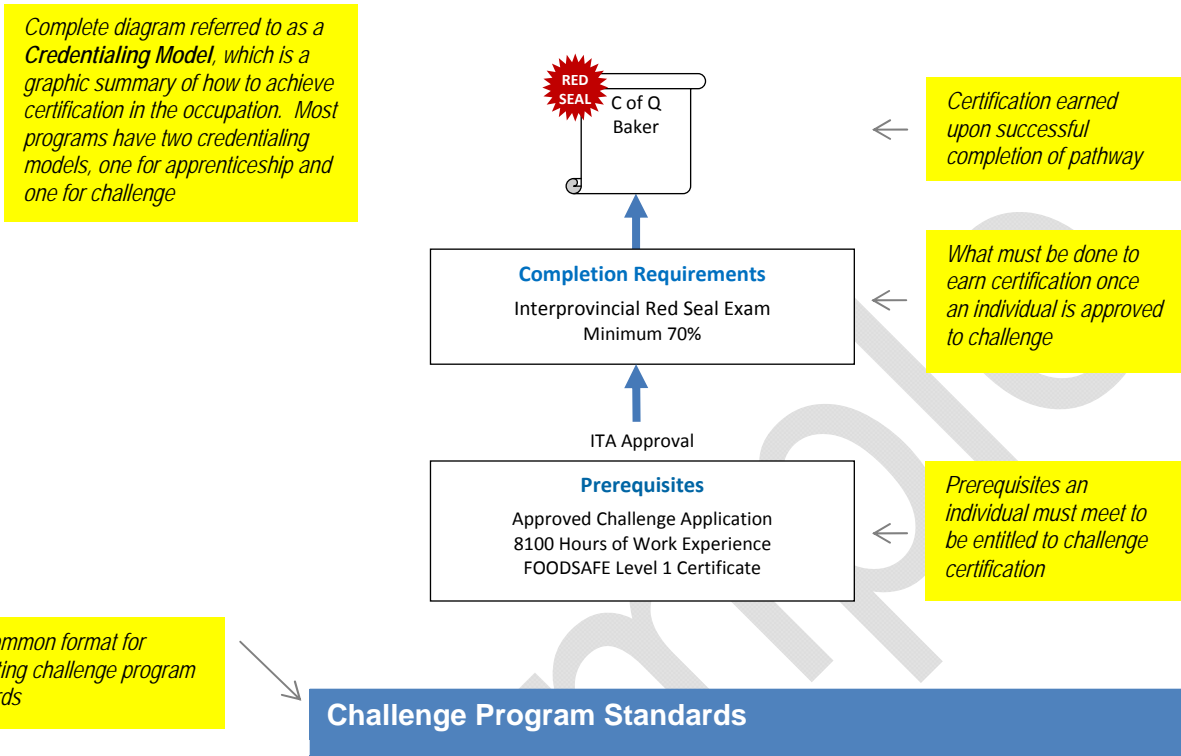 Complete diagram referred to as a
Credentialing Model, which is a
graphic summary of how to achieve
certification in the occupation. Most
programs have two credentialing
models, one for apprenticeship and
one for challenge
RED
SEAL
C of Q
Baker
Certification earned
upon successful
completion of pathway
Completion Requirements
Interprovincial Red Seal Exam
Minimum 70%
What must be done to
earn certification once
an individual is approved
to challenge
ITA Approval
Prerequisites
Approved Challenge Application
8100 Hours of Work Experience
FOODSAFE Level 1 Certificate
Prerequisites an
individual must meet to
be entitled to challenge
certification
format for
challenge program
Challenge Program Standards